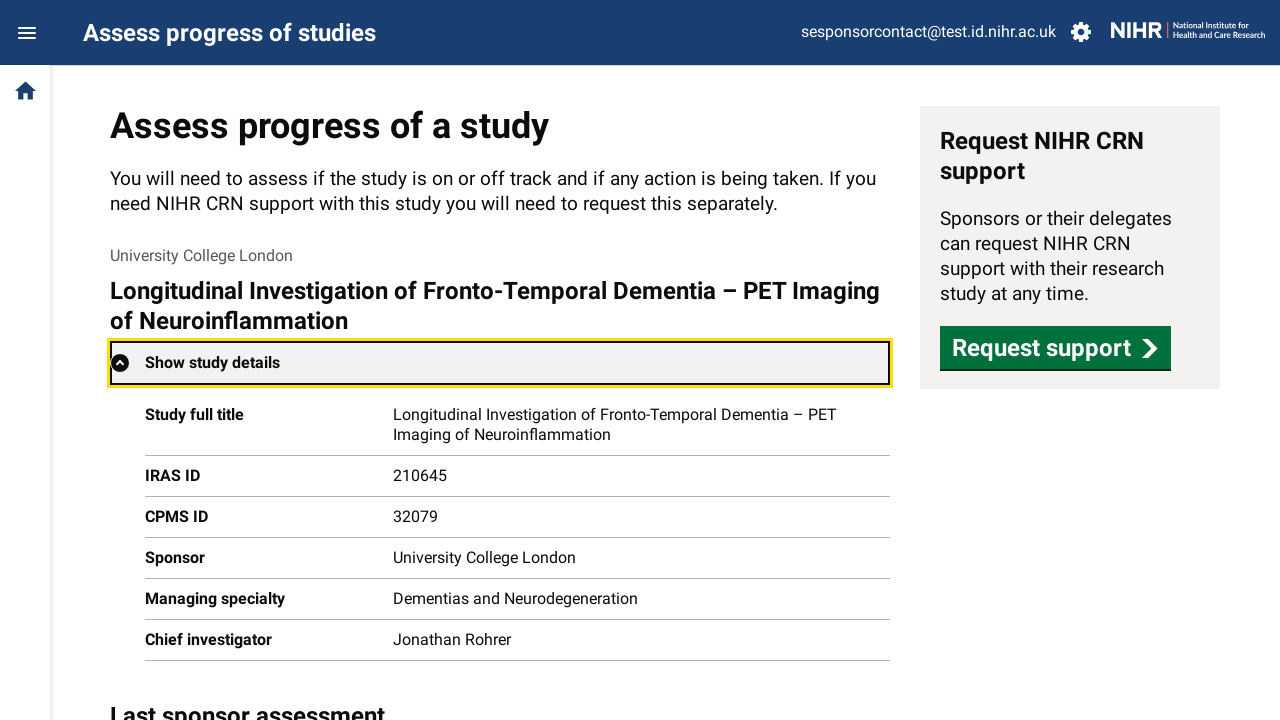 Assess progress of studies
sesponsorcontact@test.id.nihr.ac.uk
NIHR
National Institute for
Health and Care Research
Assess progress of a study
You will need to assess if the study is on or off track and if any action is being taken. If you
need NIHR CRN support with this study you will need to request this separately.
University College London
Longitudinal Investigation of Fronto-Temporal Dementia – PET Imaging
of Neuroinflammation
Show study details
Study full title
Longitudinal Investigation of Fronto-Temporal Dementia – PET
Imaging of Neuroinflammation
IRAS ID
210645
CPMS ID
32079
Sponsor
University College London
Managing specialty
Dementias and Neurodegeneration
Chief investigator
Jonathan Rohrer
Last sponsor assessment
Request NIHR CRN
support
Sponsors or their delegates
can request NIHR CRN
support with their research
study at any time.
Request support